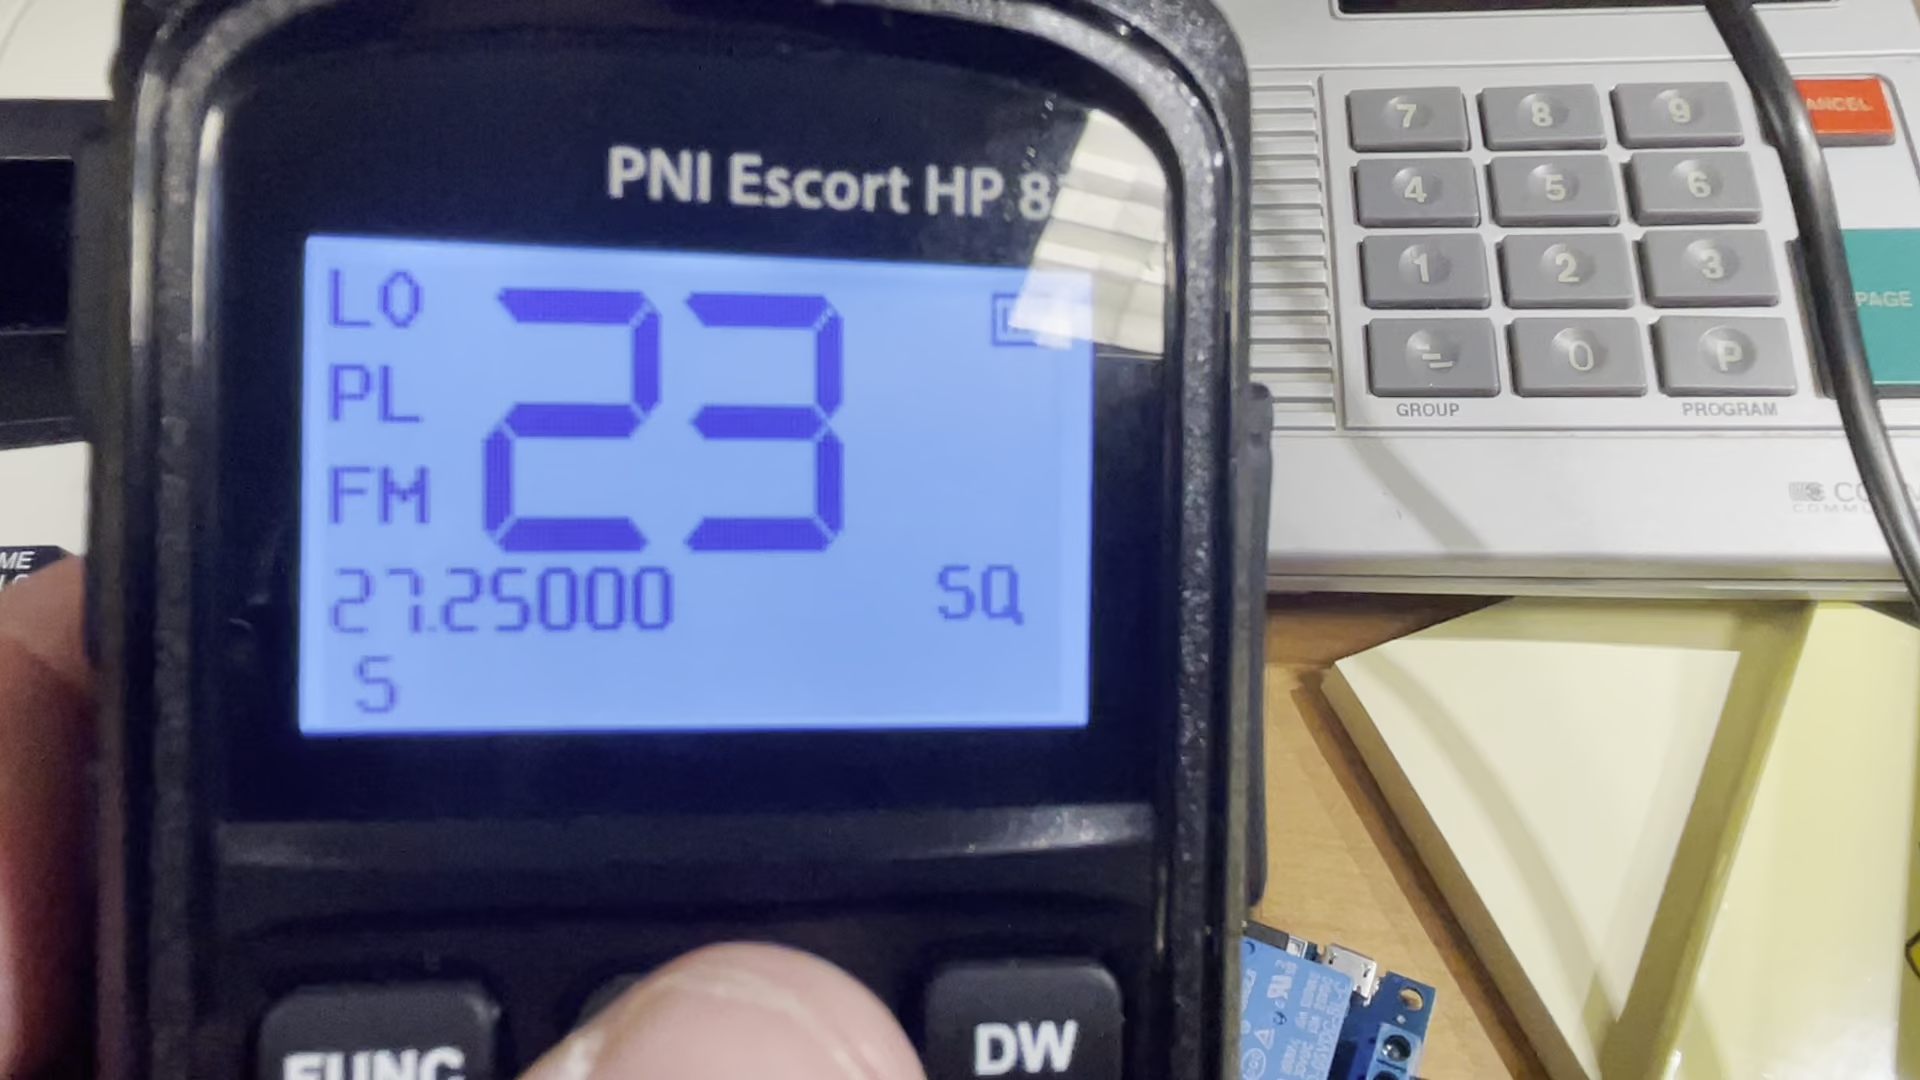 PNI Escort HP 8
LO
23
PL
FM
27.25000
SQ
S
FUNC
DW
ME
7
8
9
4
5
6
1
2
3
0
P
GROUP
PROGRAM
ANCEL
PAGE